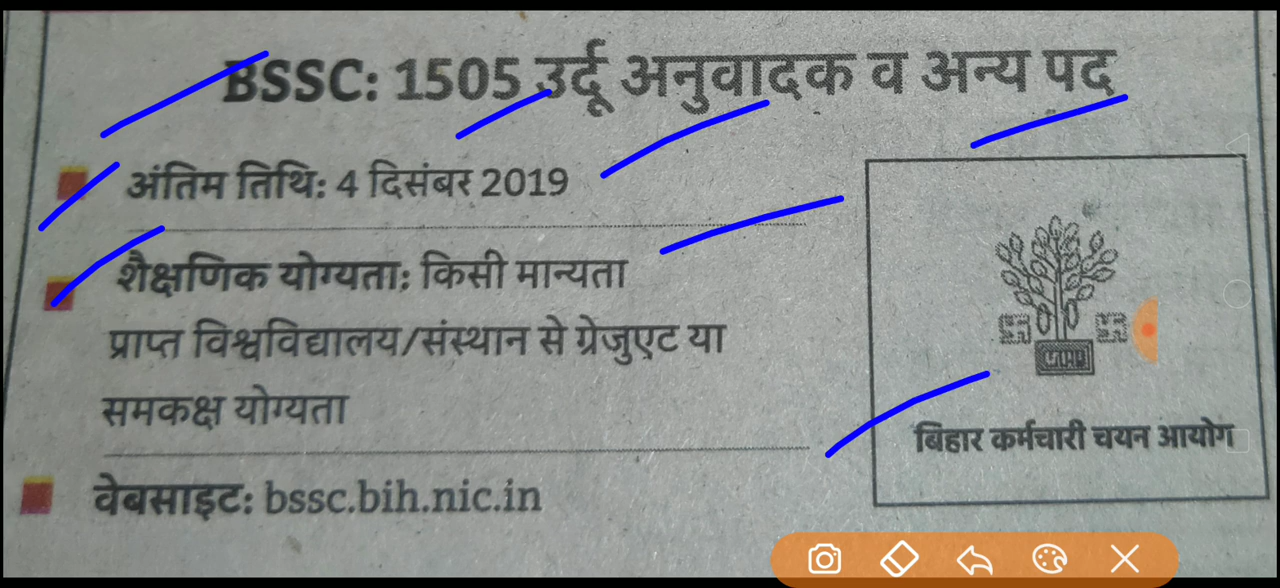 BSSC: 1505 उर्दू अनुवादक व अन्य पद
अंतिम तिथि: 4 दिसंबर 2019
शैक्षणिक योग्यता: किसी मान्यता
प्राप्त विश्वविद्यालय/संस्थान से ग्रेजुएट या
समकक्ष योग्यता
वेबसाइट: bssc.bih.nic.in
बिहार कर्मचारी चयन आयोग